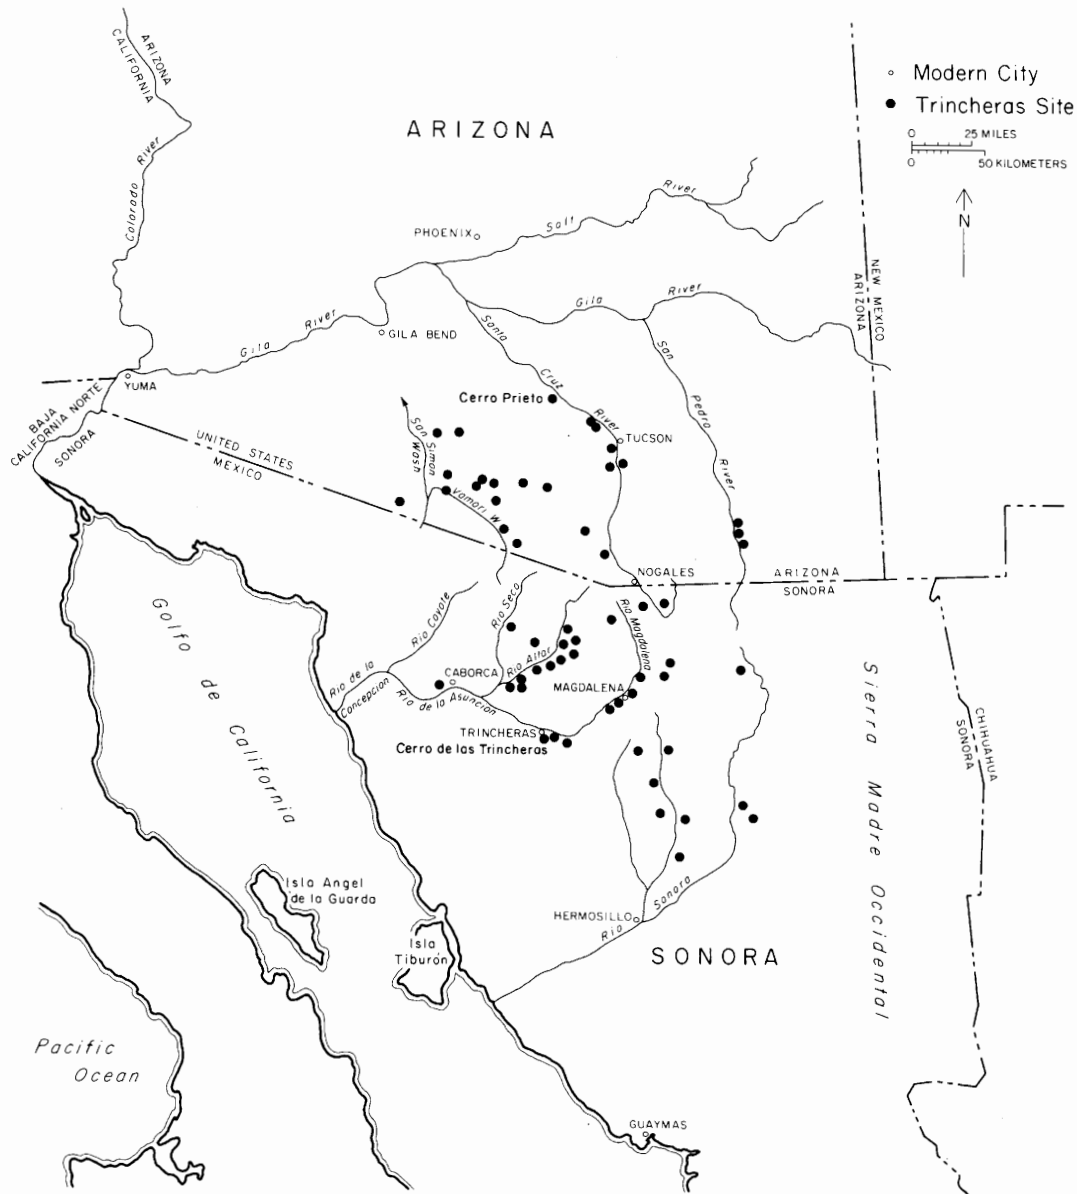 ARIZONA
CALIFORNIA
Modern City
Trincheras Site
0 25 MILES
0 50 KILOMETERS
N
ARIZONA
Colorado River
Salt River
PHOENIX
NEW MEXICO
ARIZONA
Gila River
Gila River
GILA BEND
Santa Cruz River
San Pedro River
YUMA
BAJA
CALIFORNIA NORTE
SONORA
Cerro Prieto
UNITED STATES
MEXICO
San Simon
Wash
TUCSON
Vamori W
NOGALES
ARIZONA
SONORA
Golfo de California
Rio Coyote
Rio Seco
Rio Altar
Rio Magdalena
Rio de la
Concepcion
CABORCA
Rio de la Asunción
MAGDALENA
TRINCHERAS
Cerro de las Trincheras
Sierra Madre Occidental
CHIHUAHUA
SONORA
Isla Angel
de la Guarda
HERMOSILLO
Rio Sonora
Isla
Tiburón
SONORA
Pacific
Ocean
GUAYMAS